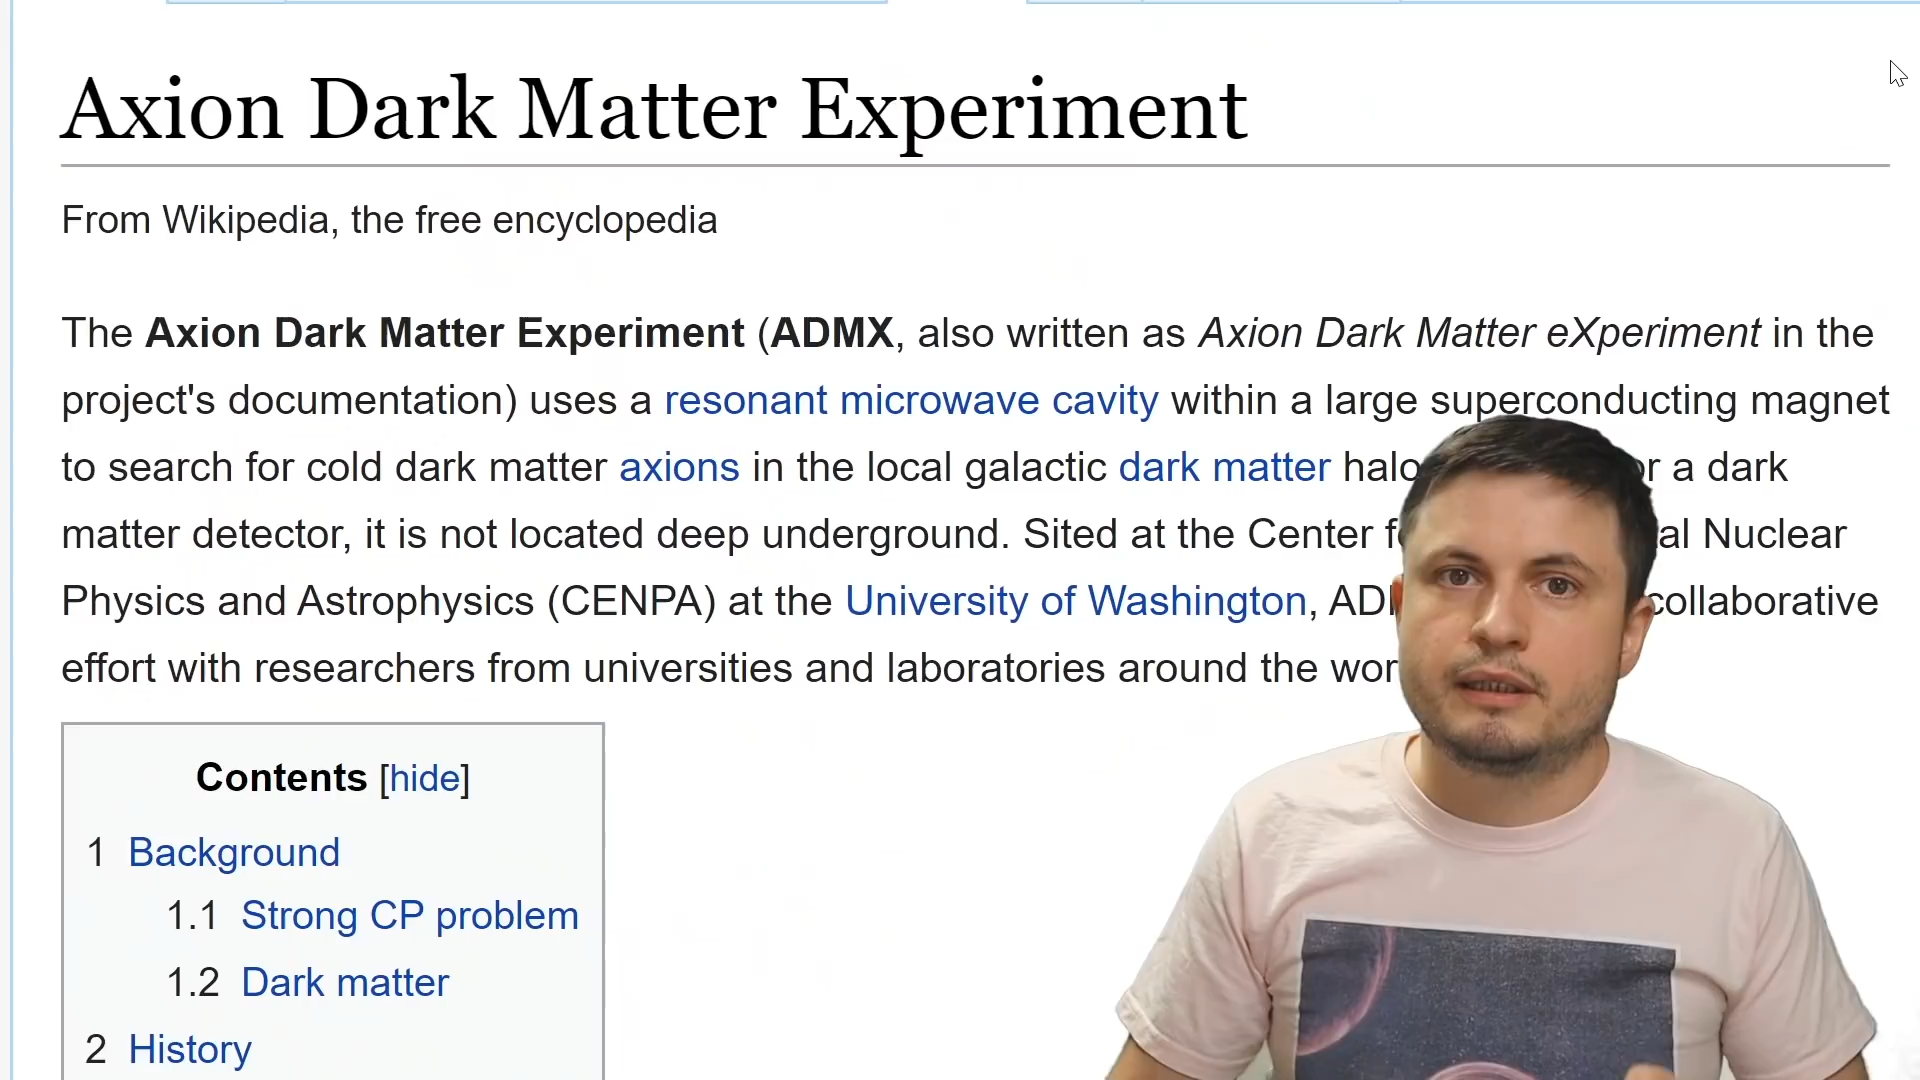 Axion Dark Matter Experiment
From Wikipedia, the free encyclopedia
The Axion Dark Matter Experiment (ADMX, also written as Axion Dark Matter eXperiment in the
project's documentation) uses a resonant microwave cavity within a large superconducting magnet
to search for cold dark matter axions in the local galactic dark matter halo a dark
matter detector, it is not located deep underground. Sited at the Center Nuclear
Physics and Astrophysics (CENPA) at the University of Washington, collaborative
effort with researchers from universities and laboratories around the
Contents [hide]
1 Background
1.1 Strong CP problem
1.2 Dark matter
2 History